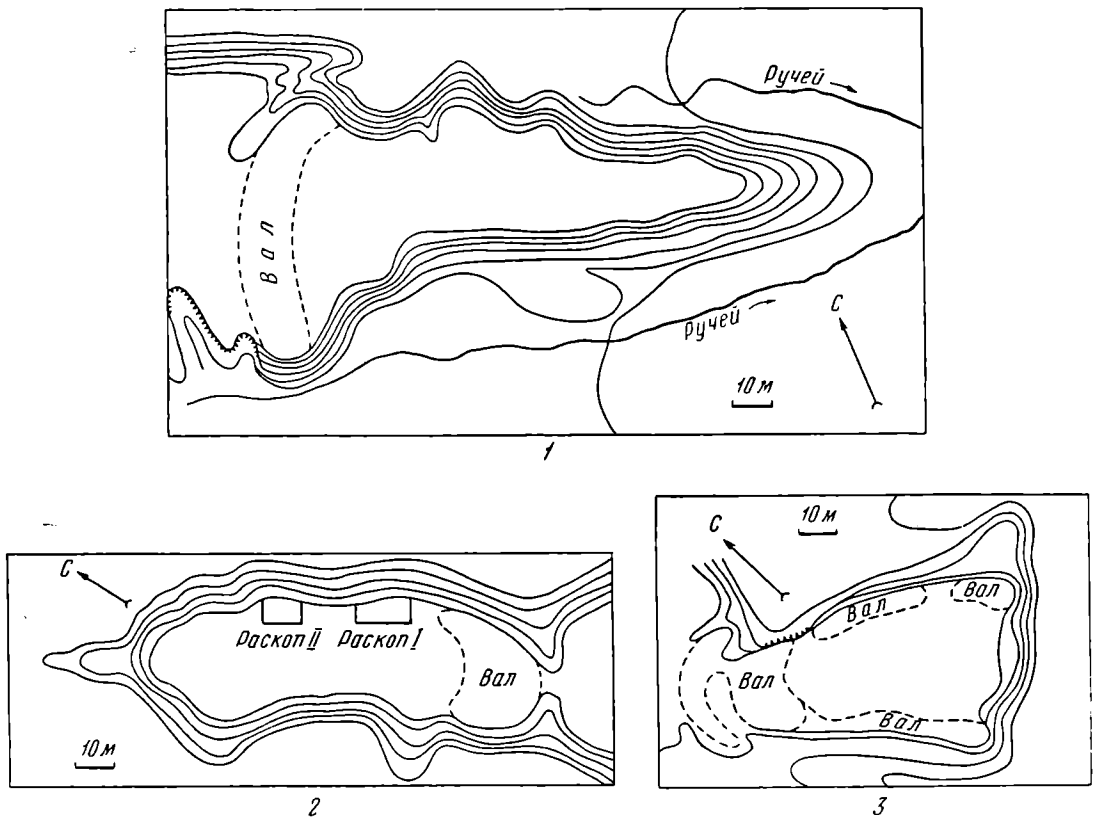 Ручей
Вал
Ручей
С
10 м
1
С
Раскоп II
Раскоп I
Вал
10 м
2
С
10 м
Вал
Вал
Вал
Вал
3